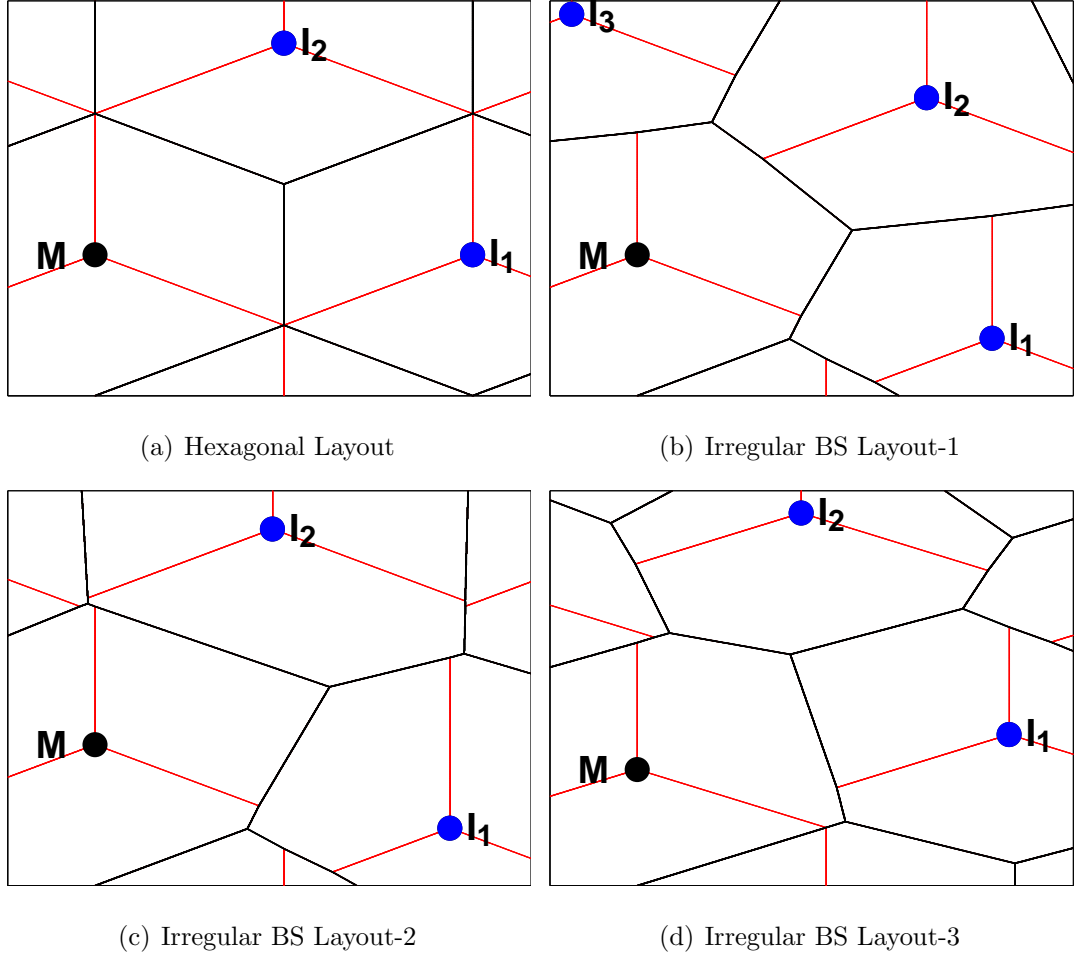 I2
M
I1
(a) Hexagonal Layout
I3
I2
M
I1
(b) Irregular BS Layout-1
I2
M
I1
(c) Irregular BS Layout-2
I2
M
I1
(d) Irregular BS Layout-3